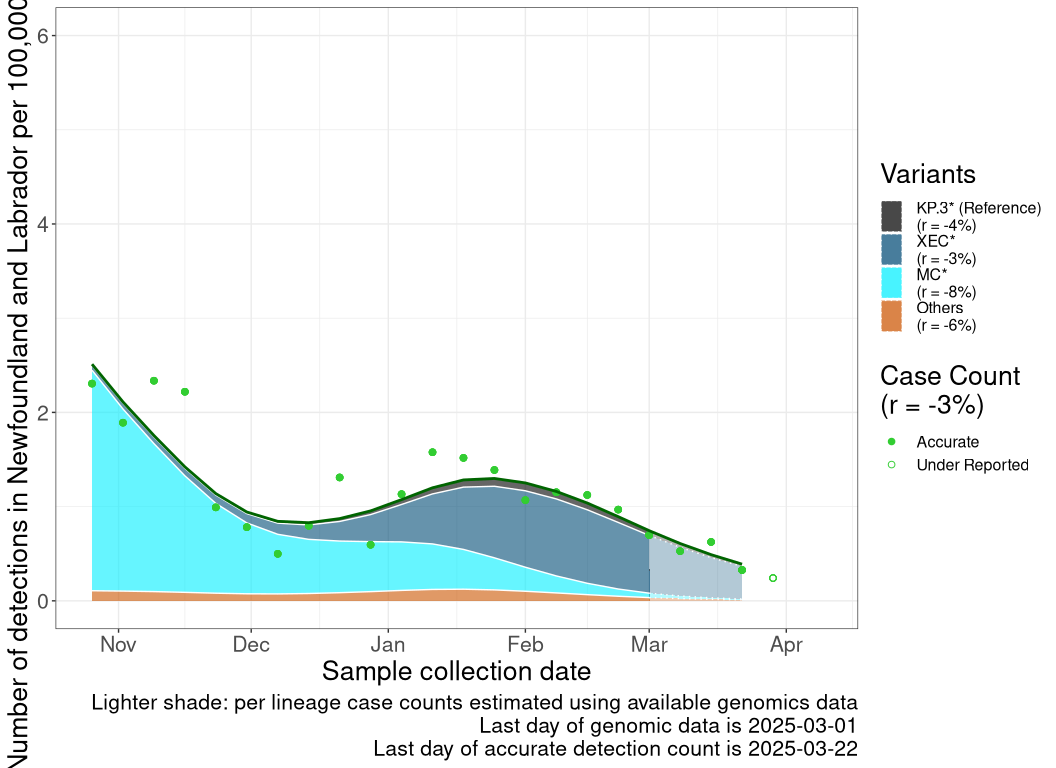 Number of detections in Newfoundland and Labrador per 100,000
6
4
2
0
Nov Dec Jan Feb Mar Apr
Sample collection date
Lighter shade: per lineage case counts estimated using available genomics data
Last day of genomic data is 2025-03-01
Last day of accurate detection count is 2025-03-22
Variants
KP.3* (Reference)
(r = -4%)
XEC*
(r = -3%)
MC*
(r = -8%)
Others
(r = -6%)
Case Count
(r = -3%)
Accurate
Under Reported